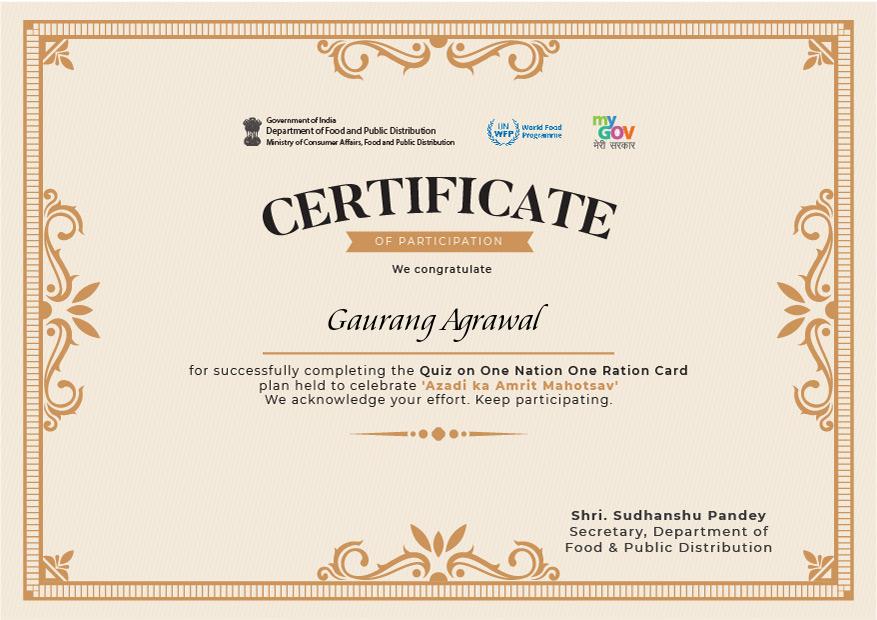 Government of India
Department of Food and Public Distribution
Ministry of Consumer Affairs, Food and Public Distribution
UN
WFP
World Food
Programme
my
GOV
मेरी सरकार
CERTIFICATE
OF PARTICIPATION
We congratulate
Gaurang Agrawal
for successfully completing the Quiz on One Nation One Ration Card
plan held to celebrate 'Azadi ka Amrit Mahotsav'
We acknowledge your effort. Keep participating.
Shri. Sudhanshu Pandey
Secretary, Department of
Food & Public Distribution